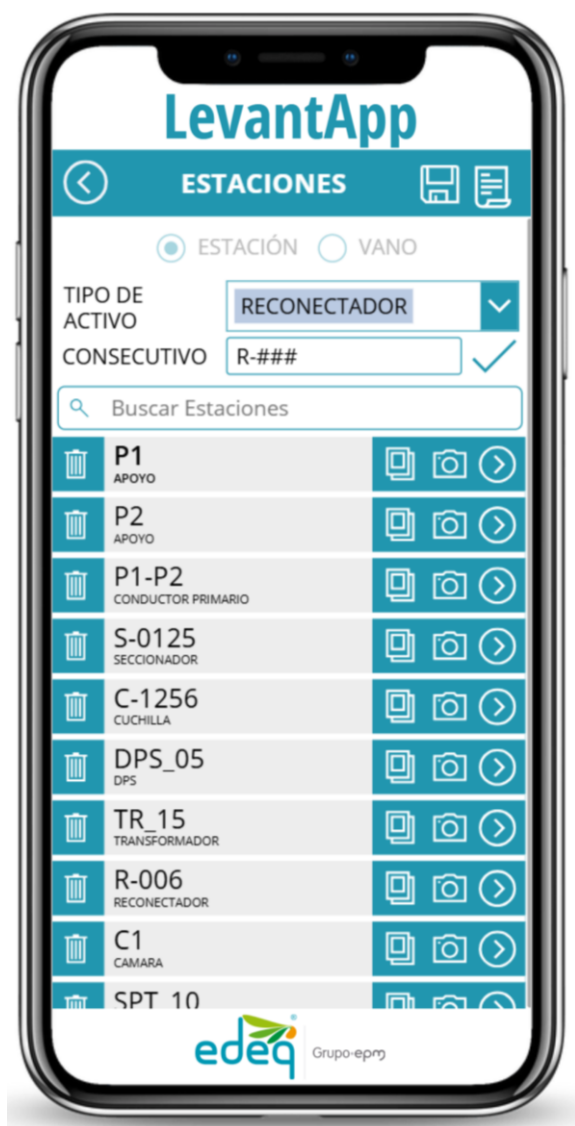 LevantApp
ESTACIONES
ESTACIÓN VANO
TIPO DE
ACTIVO
RECONECTADOR
CONSECUTIVO R-###
Buscar Estaciones
P1
APOYO
P2
APOYO
P1-P2
CONDUCTOR PRIMARIO
S-0125
SECCIONADOR
C-1256
CUCHILLA
DPS_05
DPS
TR_15
TRANSFORMADOR
R-006
RECONECTADOR
C1
CAMARA
SPT_10
edeq Grupo-epm